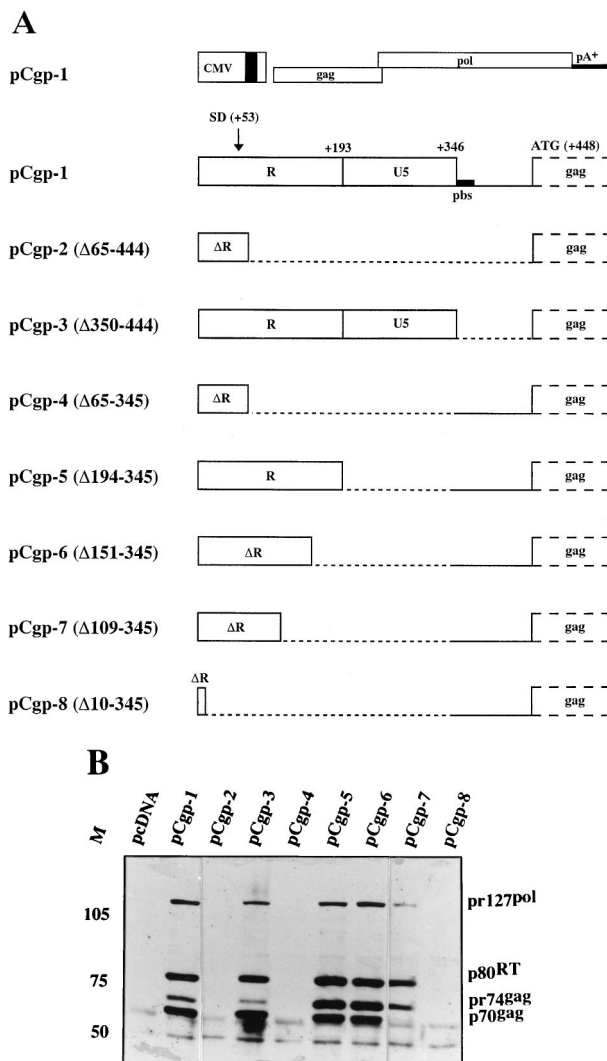 A
pCgp-1 CMV gag pol pA+
SD (+53) +193 +346 ATG (+448)
pCgp-1 R U5 gag
pbs
pCgp-2 (Δ65-444) ΔR gag
pCgp-3 (Δ350-444) R U5 gag
pCgp-4 (Δ65-345) ΔR gag
pCgp-5 (Δ194-345) R gag
pCgp-6 (Δ151-345) ΔR gag
pCgp-7 (Δ109-345) ΔR gag
ΔR
pCgp-8 (Δ10-345) gag
B
M pcDNA pCgp-1 pCgp-2 pCgp-3 pCgp-4 pCgp-5 pCgp-6 pCgp-7 pCgp-8
pr127pol
105
75 p80RT
pr74gag
p70gag
50